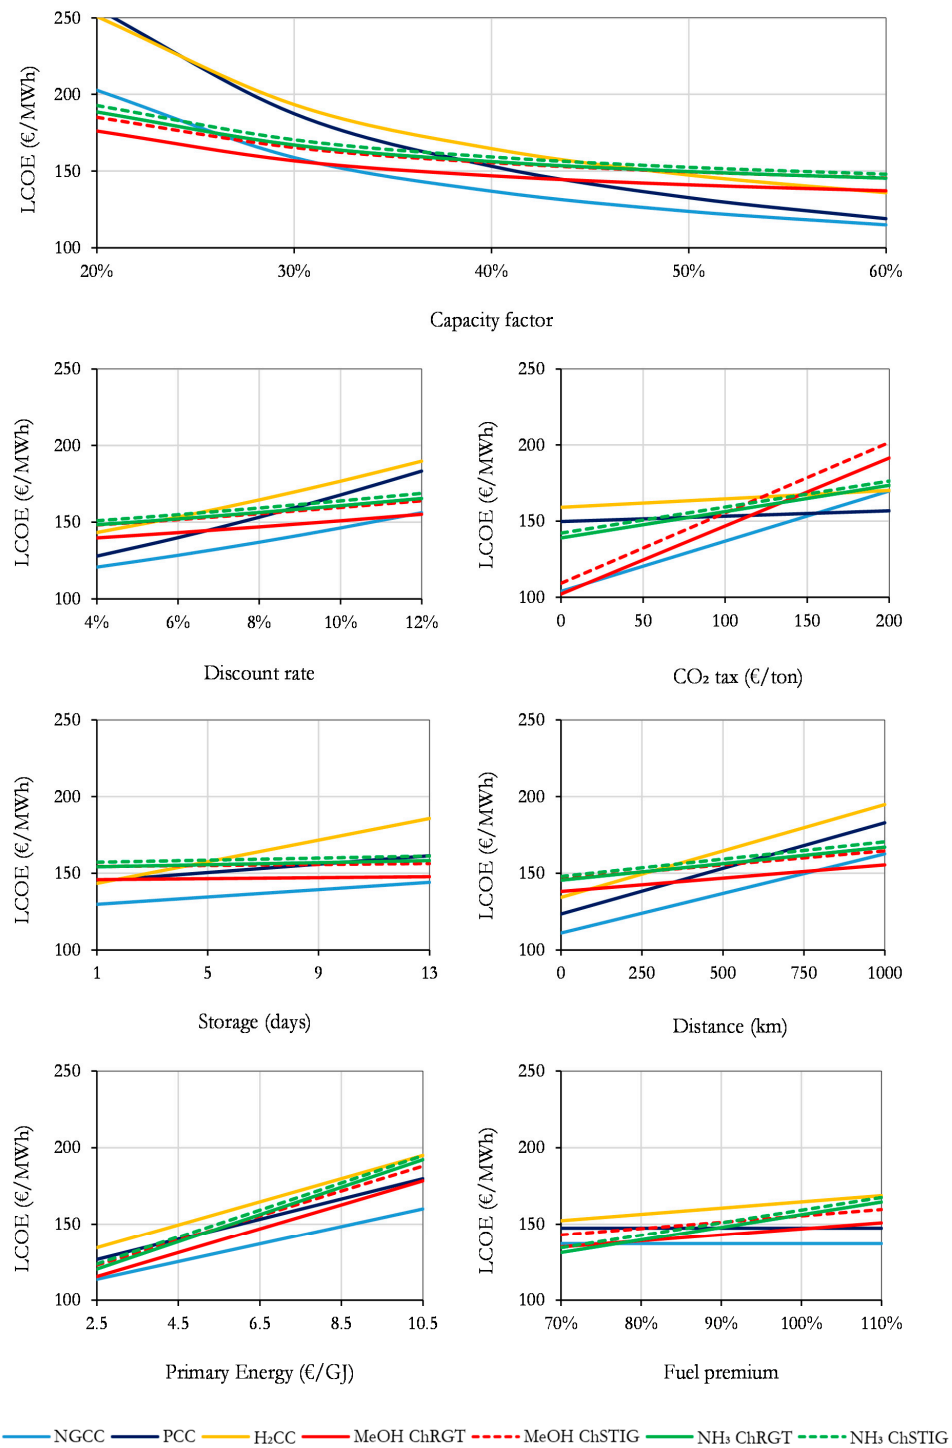 250
200
150
100
LCOE (€/MWh)
20% 30% 40% 50% 60%
Capacity factor
250
200
150
100
LCOE (€/MWh)
4% 6% 8% 10% 12%
Discount rate
250
200
150
100
LCOE (€/MWh)
0 50 100 150 200
CO₂ tax (€/ton)
250
200
150
100
LCOE (€/MWh)
1 5 9 13
Storage (days)
250
200
150
100
LCOE (€/MWh)
0 250 500 750 1000
Distance (km)
250
200
150
100
LCOE (€/MWh)
2.5 4.5 6.5 8.5 10.5
Primary Energy (€/GJ)
250
200
150
100
LCOE (€/MWh)
70% 80% 90% 100% 110%
Fuel premium
NGCC PCC H₂CC MeOH ChRGT MeOH ChSTIG NH₃ ChRGT NH₃ ChSTIG